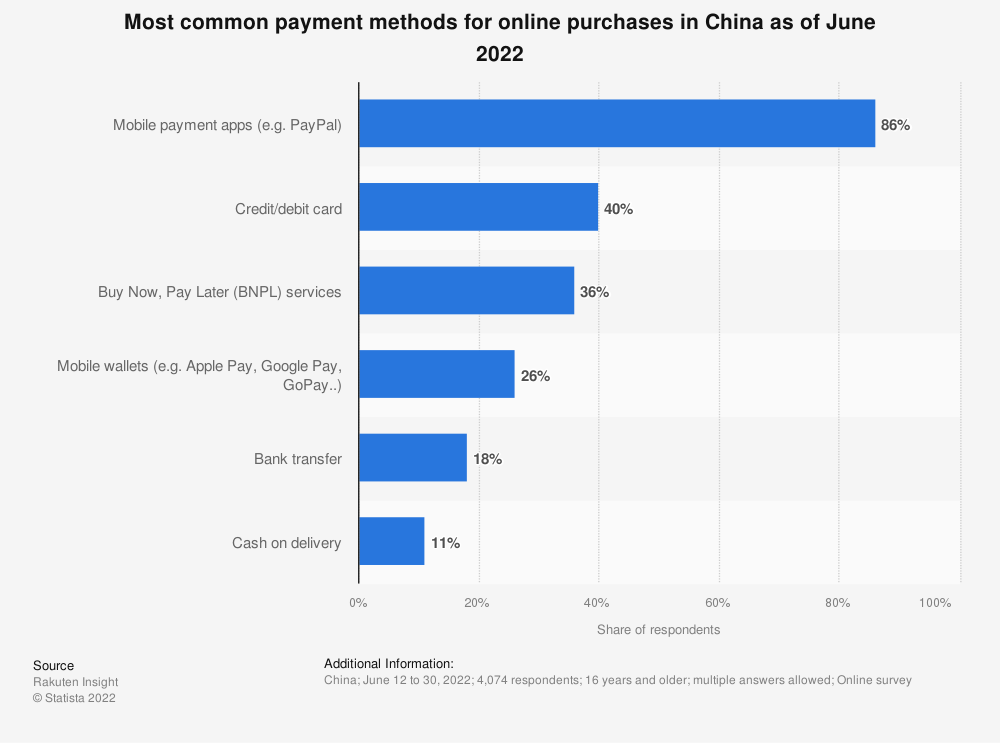 Most common payment methods for online purchases in China as of June
2022
Mobile payment apps (e.g. PayPal)
86%
Credit/debit card
40%
Buy Now, Pay Later (BNPL) services
36%
Mobile wallets (e.g. Apple Pay, Google Pay,
GoPay..)
26%
Bank transfer
18%
Cash on delivery
11%
0% 20% 40% 60% 80% 100%
Share of respondents
Source
Rakuten Insight
© Statista 2022
Additional Information:
China; June 12 to 30, 2022; 4,074 respondents; 16 years and older; multiple answers allowed; Online survey